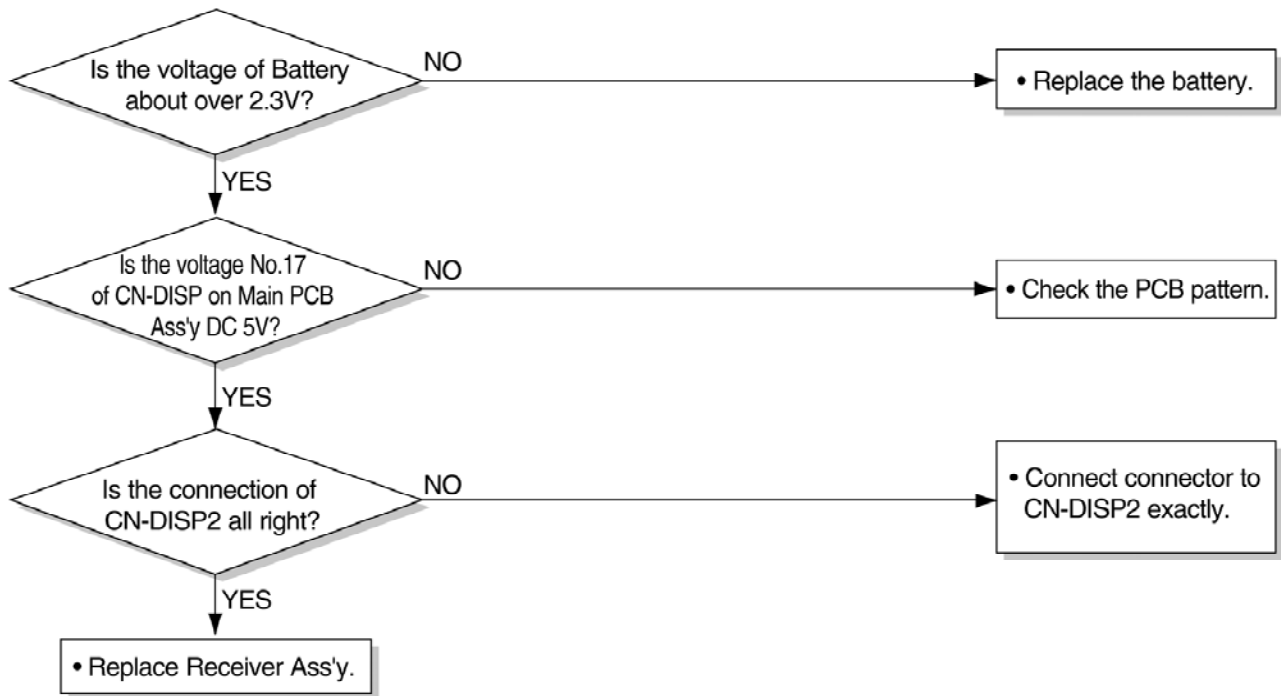 Is the voltage of Battery
about over 2.3V?
NO
• Replace the battery.
YES
Is the voltage No.17
of CN-DISP on Main PCB
Ass'y DC 5V?
NO
• Check the PCB pattern.
YES
Is the connection of
CN-DISP2 all right?
NO
• Connect connector to
CN-DISP2 exactly.
YES
• Replace Receiver Ass'y.